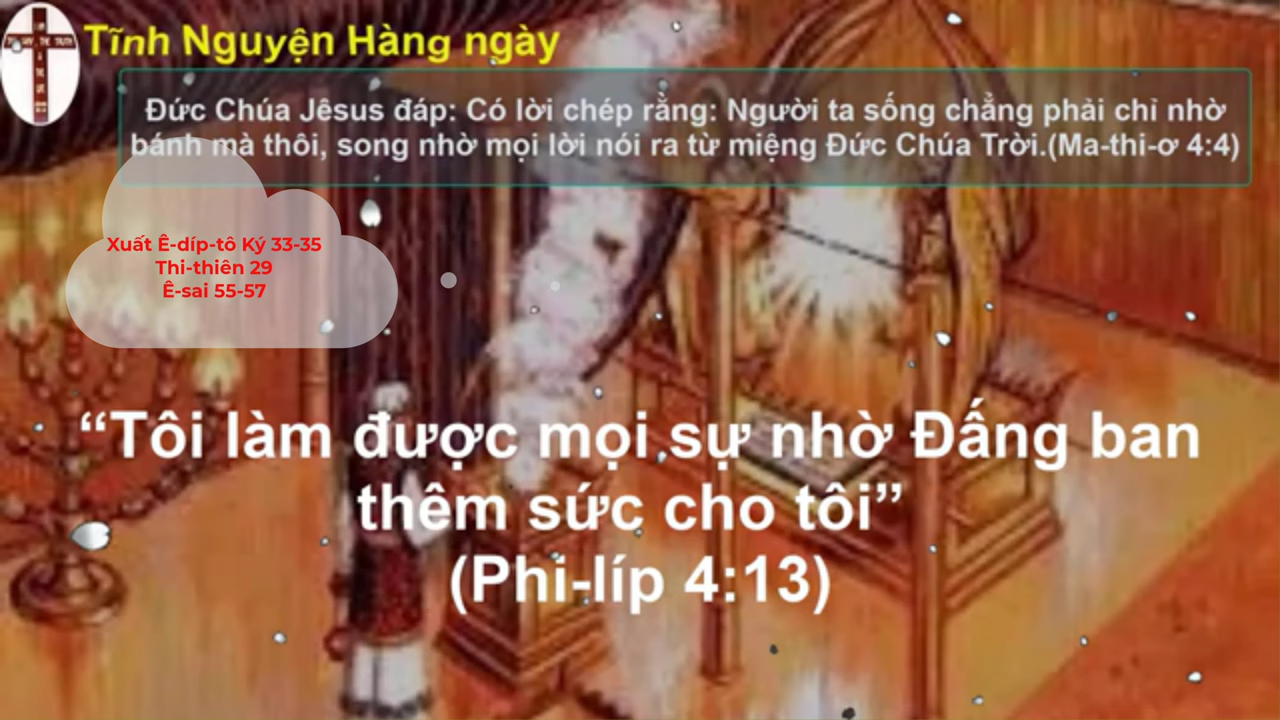 Tĩnh Nguyện Hàng ngày
Đức Chúa Jêsus đáp: Có lời chép rằng: Người ta sống chẳng phải chỉ nhờ
bánh mà thôi, song nhờ mọi lời nói ra từ miệng Đức Chúa Trời.(Ma-thi-ơ 4:4)
Xuất Ê-díp-tô Ký 33-35
Thi-thiên 29
Ê-sai 55-57
“Tôi làm được mọi sự nhờ Đấng ban
thêm sức cho tôi”
(Phi-líp 4:13)